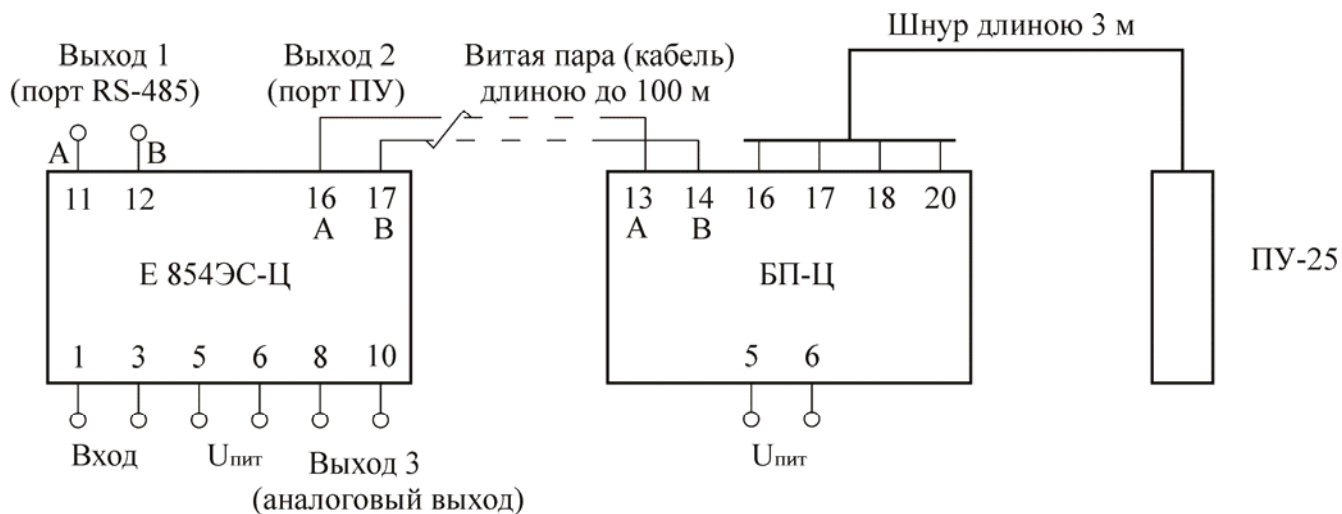 Шнур длиною 3 м
Выход 1
(порт RS-485)
Выход 2
(порт ПУ)
Витая пара (кабель)
длиною до 100 м
A
B
11 12 16 17
A B
13 14 16 17 18 20
A B
Е 854ЭС-Ц
БП-Ц
ПУ-25
1 3 5 6 8 10
5 6
Вход
Uпит
Выход 3
(аналоговый выход)
Uпит